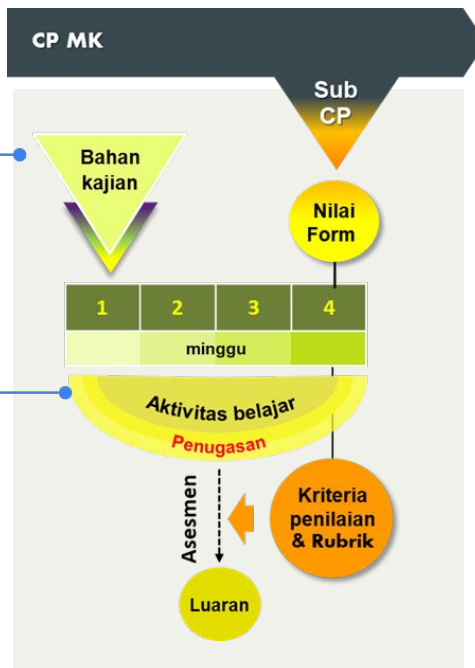 CP MK
Sub
CP
Bahan
kajian
Nilai
Form
1 2 3 4
minggu
Aktivitas belajar
Penugasan
Asesmen
Kriteria
penilaian
& Rubrik
Luaran